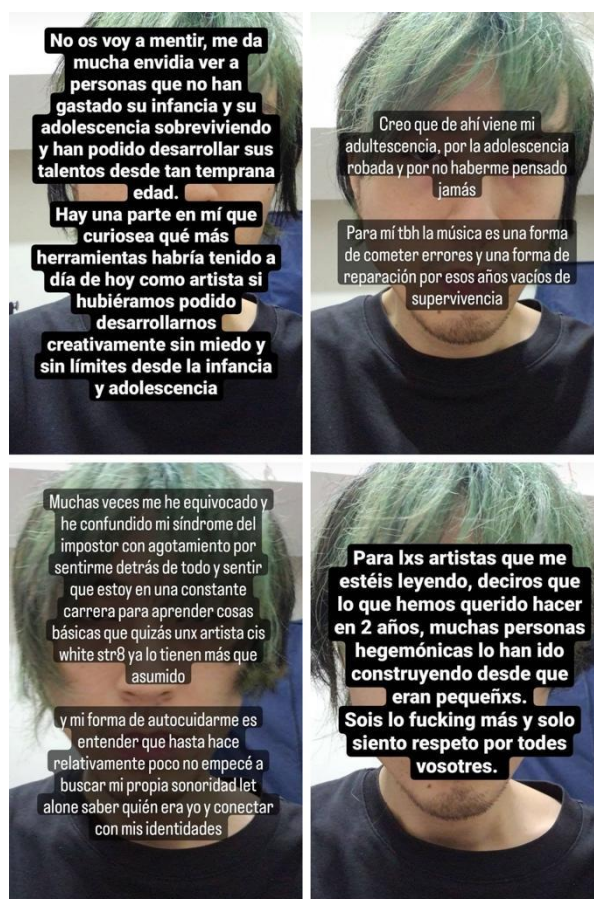 No os voy a mentir, me da
mucha envidia ver a
personas que no han
gastado su infancia y su
adolescencia sobreviviendo
y han podido desarrollar sus
talentos desde tan temprana
edad.
Hay una parte en mí que
curiosea qué más
herramientas habría tenido a
día de hoy como artista si
hubiéramos podido
desarrollarnos
creativamente sin miedo y
sin límites desde la infancia
y adolescencia
Creo que de ahí viene mi
adultescencia, por la adolescencia
robada y por no haberme pensado
jamás
Para mí tbh la música es una forma
de cometer errores y una forma de
reparación por esos años vacíos de
supervivencia
Muchas veces me he equivocado y
he confundido mi síndrome del
impostor con agotamiento por
sentirme detrás de todo y sentir
que estoy en una constante
carrera para aprender cosas
básicas que quizás unx artista cis
white str8 ya lo tienen más que
asumido
y mi forma de autocuidarme es
entender que hasta hace
relativamente poco no empecé a
buscar mi propia sonoridad let
alone saber quién era yo y conectar
con mis identidades
Para lxs artistas que me
estéis leyendo, deciros que
lo que hemos querido hacer
en 2 años, muchas personas
hegemónicas lo han ido
construyendo desde que
eran pequeñxs.
Sois lo fucking más y solo
siento respeto por todes
vosotres.